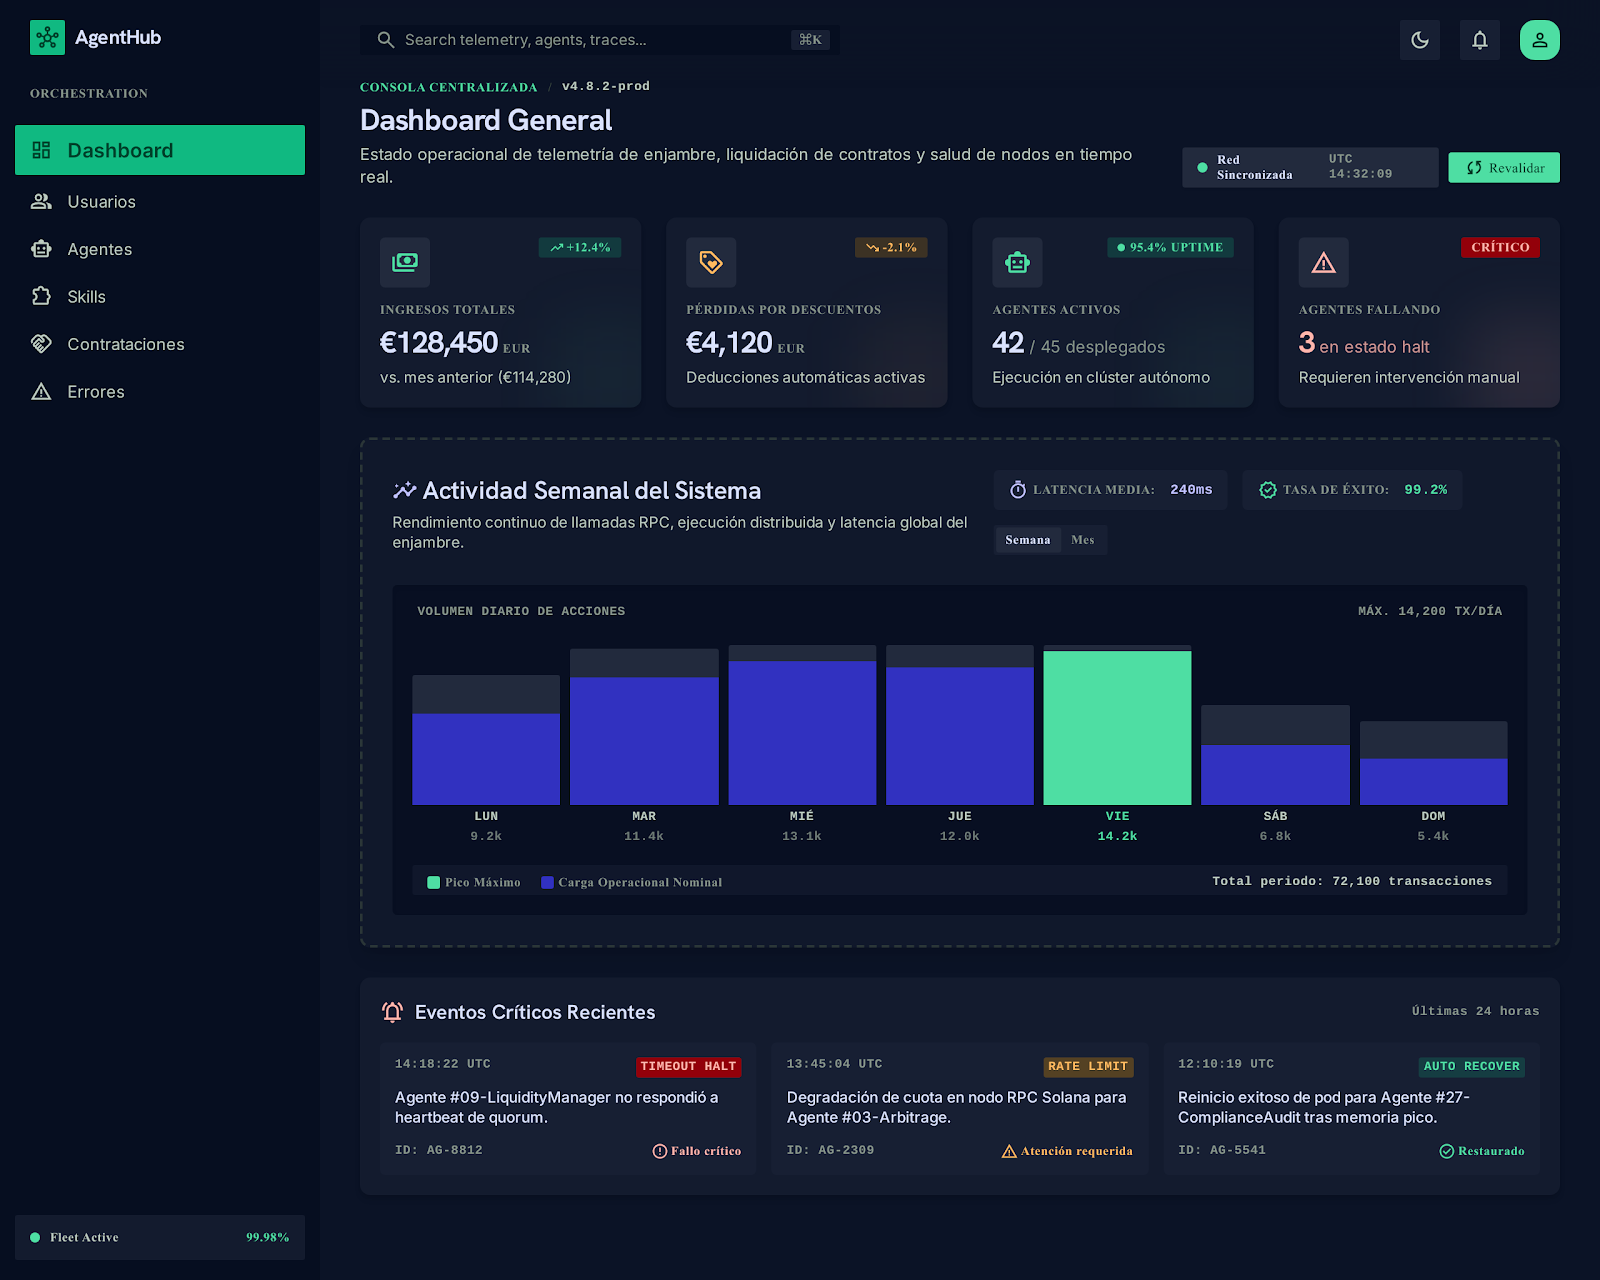 AgentHub
ORCHESTRATION
Dashboard
Usuarios
Agentes
Skills
Contrataciones
Errores
Fleet Active 99.98%
Search telemetry, agents, traces... ⌘K
CONSOLA CENTRALIZADA / v4.8.2-prod
Dashboard General
Estado operacional de telemetría de enjambre, liquidación de contratos y salud de nodos en tiempo
real.
Red
Sincronizada
UTC
14:32:09
Revalidar
+12.4%
INGRESOS TOTALES
€128,450 EUR
vs. mes anterior (€114,280)
-2.1%
PÉRDIDAS POR DESCUENTOS
€4,120 EUR
Deducciones automáticas activas
95.4% UPTIME
AGENTES ACTIVOS
42 / 45 desplegados
Ejecución en clúster autónomo
CRÍTICO
AGENTES FALLANDO
3 en estado halt
Requieren intervención manual
Actividad Semanal del Sistema
Rendimiento continuo de llamadas RPC, ejecución distribuida y latencia global del
enjambre.
LATENCIA MEDIA: 240ms
TASA DE ÉXITO: 99.2%
Semana Mes
VOLUMEN DIARIO DE ACCIONES MÁX. 14,200 TX/DÍA
LUN MAR MIÉ JUE VIE SÁB DOM
9.2k 11.4k 13.1k 12.0k 14.2k 6.8k 5.4k
Pico Máximo Carga Operacional Nominal Total periodo: 72,100 transacciones
Eventos Críticos Recientes Últimas 24 horas
14:18:22 UTC TIMEOUT HALT
Agente #09-LiquidityManager no respondió a
heartbeat de quorum.
ID: AG-8812 Fallo crítico
13:45:04 UTC RATE LIMIT
Degradación de cuota en nodo RPC Solana para
Agente #03-Arbitrage.
ID: AG-2309 Atención requerida
12:10:19 UTC AUTO RECOVER
Reinicio exitoso de pod para Agente #27-
ComplianceAudit tras memoria pico.
ID: AG-5541 Restaurado